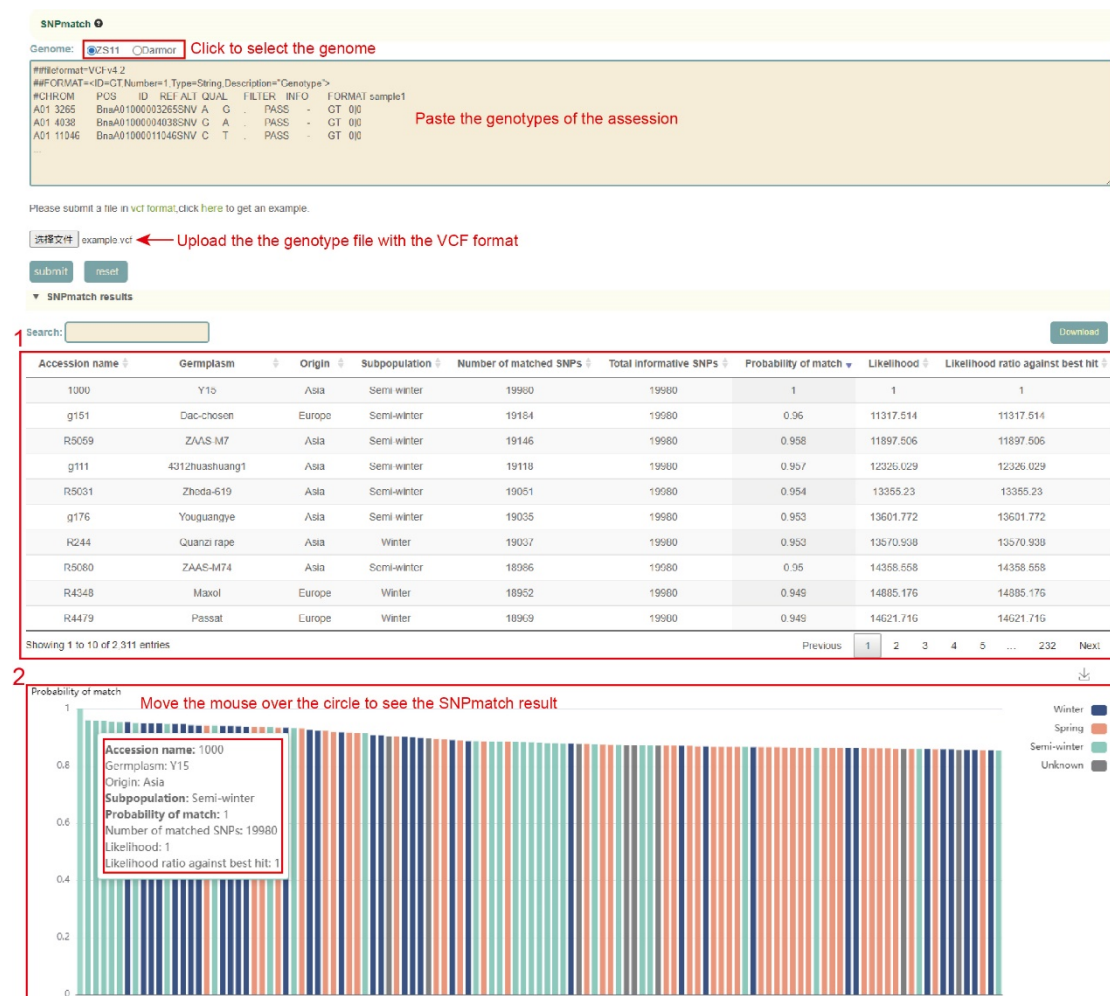 SNPmatch ?
Genome: ZS11 Darmor Click to select the genome
##fileformat=VCFv4.2
##FORMAT=<ID=GT,Number=1,Type=String,Description="Genotype">
#CHROM POS ID REF ALT QUAL FILTER INFO FORMAT sample1
A01 3265 BnaA01000003265SNV A G . PASS - GT 0|0
A01 4038 BnaA01000004038SNV G A . PASS - GT 0|0
A01 11046 BnaA01000011046SNV C T . PASS - GT 0|0
...
Paste the genotypes of the assession
Please submit a file in vcf format,click here to get an example.
选择文件 example.vcf Upload the the genotype file with the VCF format
submit reset
SNPmatch results
1
Search: Download
Accession name Germplasm Origin Subpopulation Number of matched SNPs Total informative SNPs Probability of match Likelihood Likelihood ratio against best hit
1000 Y15 Asia Semi-winter 19980 19980 1 1 1
g151 Dac-chosen Europe Semi-winter 19184 19980 0.96 11317.514 11317.514
R5059 ZAAS-M7 Asia Semi-winter 19146 19980 0.958 11897.506 11897.506
g111 4312huashuang1 Asia Semi-winter 19118 19980 0.957 12326.029 12326.029
R5031 Zheda-619 Asia Semi-winter 19051 19980 0.954 13355.23 13355.23
g176 Youguangye Asia Semi-winter 19035 19980 0.953 13601.772 13601.772
R244 Quanzi rape Asia Winter 19037 19980 0.953 13570.938 13570.938
R5080 ZAAS-M74 Asia Semi-winter 18986 19980 0.95 14358.558 14358.558
R4348 Maxol Europe Winter 18952 19980 0.949 14885.176 14885.176
R4479 Passat Europe Winter 18969 19980 0.949 14621.716 14621.716
Showing 1 to 10 of 2,311 entries Previous 1 2 3 4 5 ... 232 Next
2
Probability of match
Move the mouse over the circle to see the SNPmatch result
Winter
Spring
Semi-winter
Unknown
1
0.8
0.6
0.4
0.2
0
Accession name: 1000
Germplasm: Y15
Origin: Asia
Subpopulation: Semi-winter
Probability of match: 1
Number of matched SNPs: 19980
Likelihood: 1
Likelihood ratio against best hit: 1